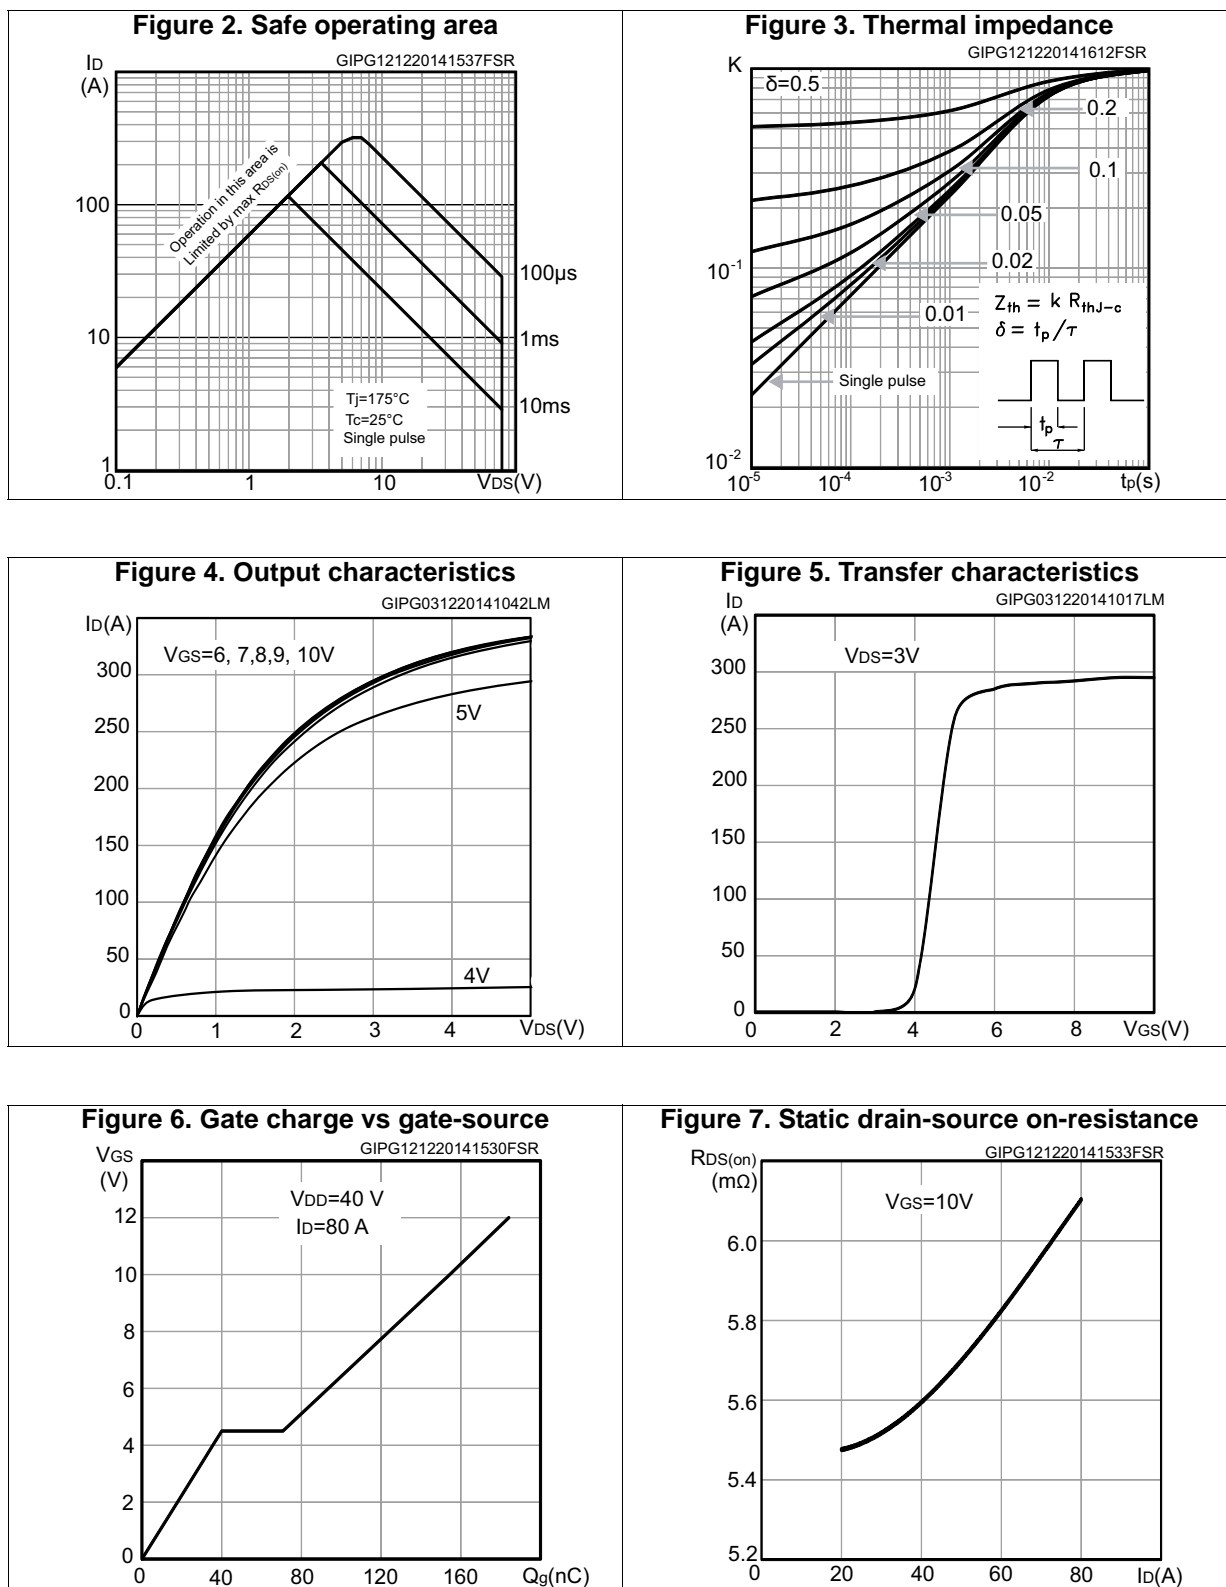 Figure 2. Safe operating area
GIPG121220141537FSR
ID
(A)
Operation in this area is
Limited by max RDS(on)
100
10
1
100µs
1ms
10ms
Tj=175°C
Tc=25°C
Single pulse
0.1
1
10
VDS(V)
Figure 3. Thermal impedance
GIPG121220141612FSR
K
δ=0.5
0.2
0.1
0.05
0.02
0.01
Single pulse
10-1
10-2
Zth = k RthJ-c
δ = tp/τ
tp
τ
10-5
10-4
10-3
10-2
tp(s)
Figure 4. Output characteristics
GIPG031220141042LM
ID(A)
VGS=6, 7,8,9, 10V
5V
4V
300
250
200
150
100
50
0
0
1
2
3
4
VDS(V)
Figure 5. Transfer characteristics
GIPG031220141017LM
ID
(A)
VDS=3V
300
250
200
150
100
50
0
0
2
4
6
8
VGS(V)
Figure 6. Gate charge vs gate-source
GIPG121220141530FSR
VGS
(V)
VDD=40 V
ID=80 A
12
10
8
6
4
2
0
0
40
80
120
160
Qg(nC)
Figure 7. Static drain-source on-resistance
GIPG121220141533FSR
RDS(on)
(mΩ)
VGS=10V
6.0
5.8
5.6
5.4
5.2
0
20
40
60
80
ID(A)